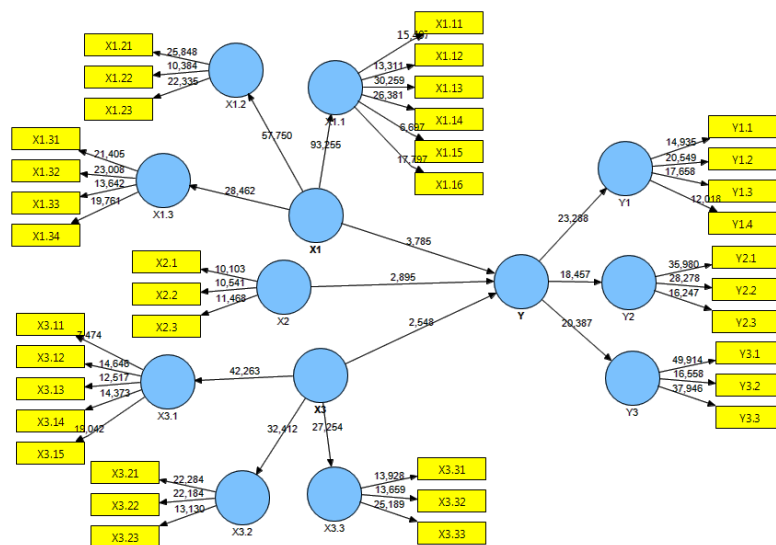 X1.21
X1.22
X1.23
25,848
10,384
22,335
X1.2
X1.11
X1.12
X1.13
X1.14
X1.15
X1.16
13,311
30,259
26,381
6,697
17,797
X1.1
X1.31
X1.32
X1.33
X1.34
21,405
23,008
13,642
19,761
X1.3
57,750
93,255
28,462
X1
Y1.1
Y1.2
Y1.3
Y1.4
14,935
20,549
17,658
12,018
Y1
3,785
23,288
X2.1
X2.2
X2.3
10,103
10,541
11,468
X2
2,895
Y
18,457
Y2
35,980
28,278
16,247
Y2.1
Y2.2
Y2.3
2,548
20,387
X3.11
X3.12
X3.13
X3.14
X3.15
7,474
14,646
12,517
14,373
19,042
X3.1
42,263
X3
Y3
49,914
16,558
37,946
Y3.1
Y3.2
Y3.3
32,412
27,254
X3.21
X3.22
X3.23
22,284
22,184
13,130
X3.2
X3.3
13,928
13,659
25,189
X3.31
X3.32
X3.33